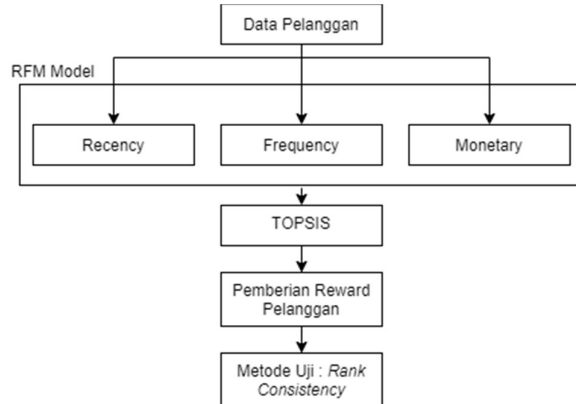 Data Pelanggan
RFM Model
Recency
Frequency
Monetary
TOPSIS
Pemberian Reward
Pelanggan
Metode Uji : Rank
Consistency